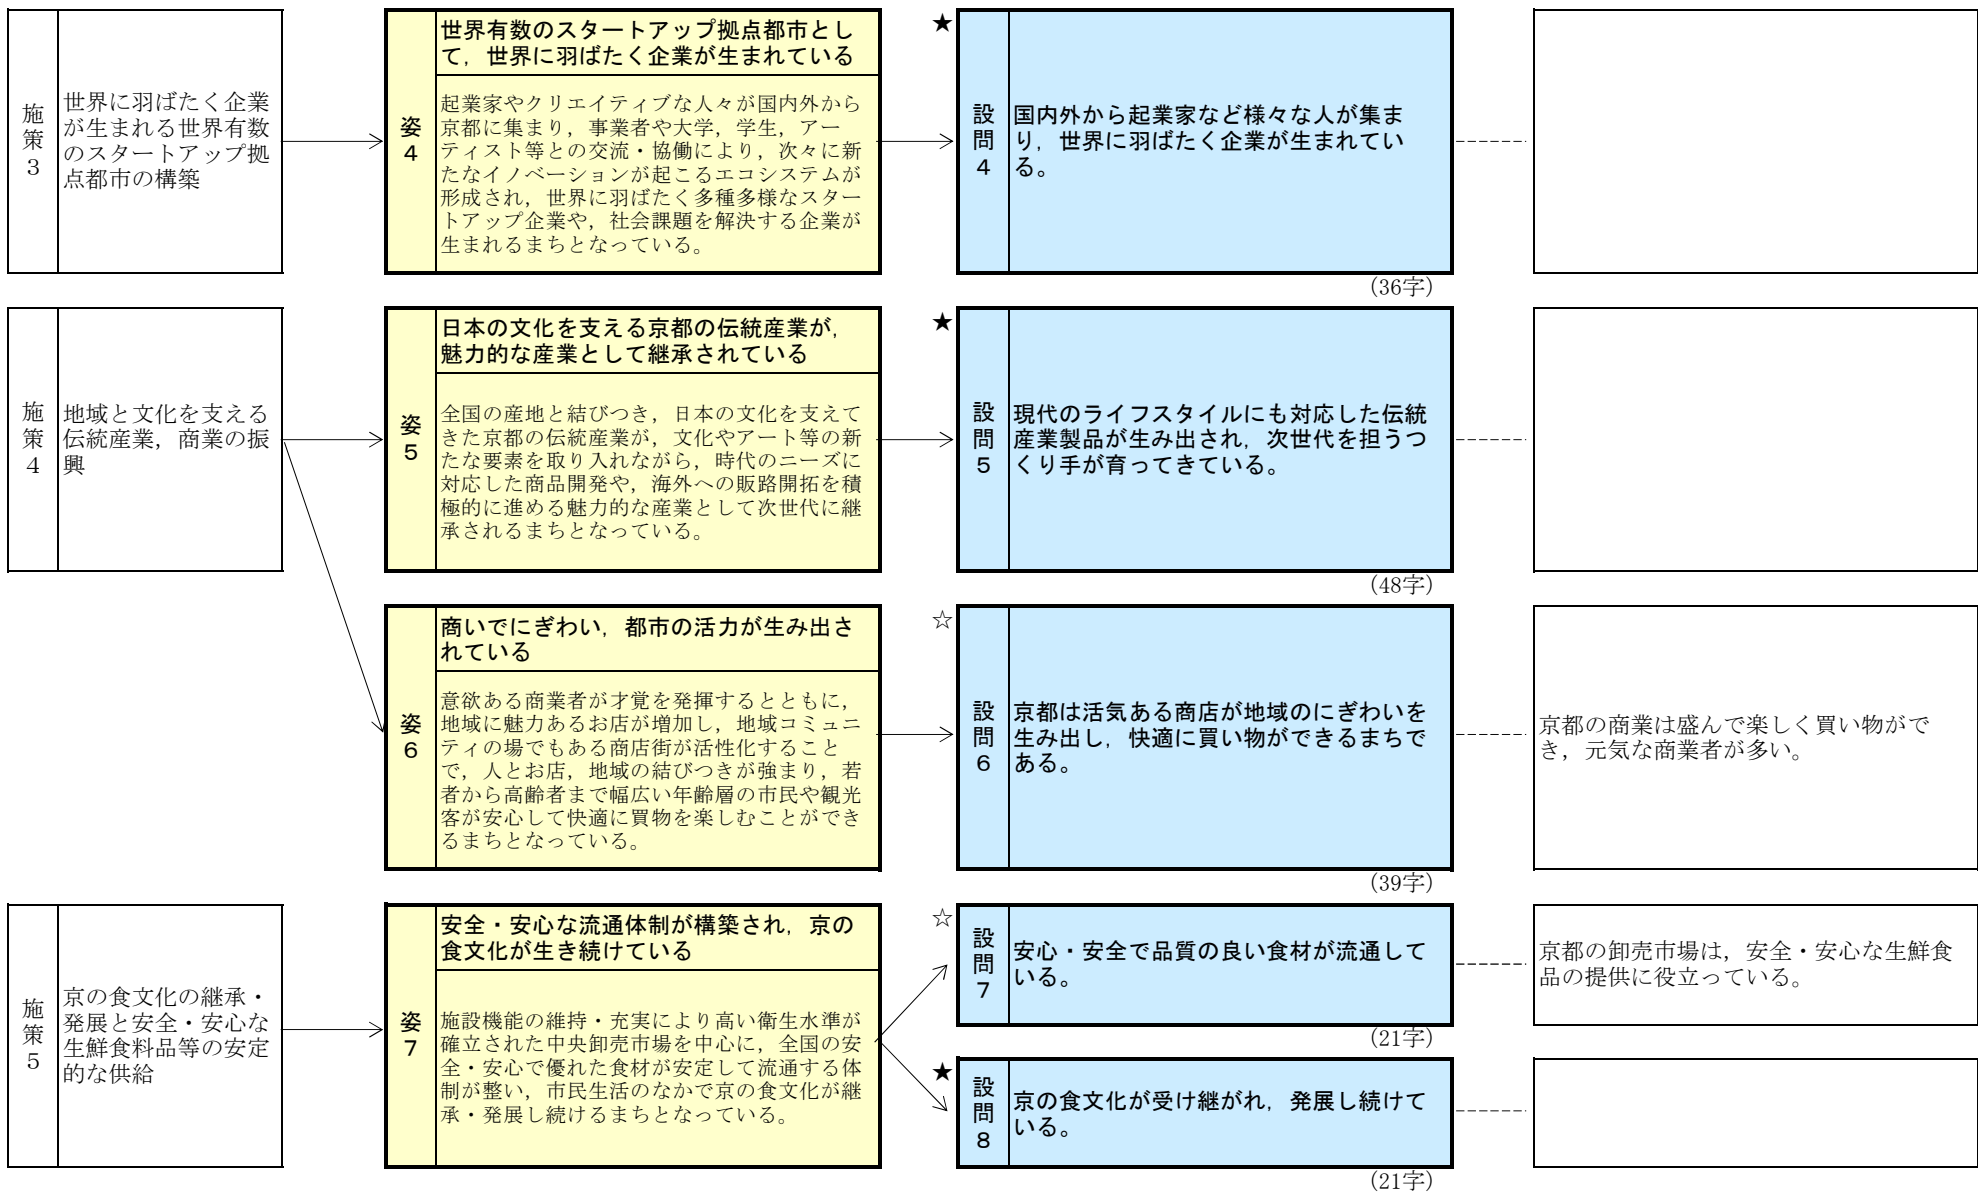 施策3
世界に羽ばたく企業
が生まれる世界有数
のスタートアップ拠
点都市の構築
姿4
世界有数のスタートアップ拠点都市とし
て，世界に羽ばたく企業が生まれている
起業家やクリエイティブな人々が国内外から
京都に集まり，事業者や大学，学生，アー
ティスト等との交流・協働により，次々に新
たなイノベーションが起こるエコシステムが
形成され，世界に羽ばたく多種多様なスター
トアップ企業や，社会課題を解決する企業が
生まれるまちとなっている。
★
設問4
国内外から起業家など様々な人が集ま
り，世界に羽ばたく企業が生まれてい
る。
(36字)
施策4
地域と文化を支える
伝統産業，商業の振
興
姿5
日本の文化を支える京都の伝統産業が，
魅力的な産業として継承されている
全国の産地と結びつき，日本の文化を支えて
きた京都の伝統産業が，文化やアート等の新
たな要素を取り入れながら，時代のニーズに
対応した商品開発や，海外への販路開拓を積
極的に進める魅力的な産業として次世代に継
承されるまちとなっている。
★
設問5
現代のライフスタイルにも対応した伝統
産業製品が生み出され，次世代を担うつ
くり手が育ってきている。
(48字)
姿6
商いでにぎわい，都市の活力が生み出さ
れている
意欲ある商業者が才覚を発揮するとともに，
地域に魅力あるお店が増加し，地域コミュニ
ティの場でもある商店街が活性化すること
で，人とお店，地域の結びつきが強まり，若
者から高齢者まで幅広い年齢層の市民や観光
客が安心して快適に買物を楽しむことができ
るまちとなっている。
☆
設問6
京都は活気ある商店が地域のにぎわいを
生み出し，快適に買い物ができるまちで
ある。
(39字)
京都の商業は盛んで楽しく買い物がで
き，元気な商業者が多い。
施策5
京の食文化の継承・
発展と安全・安心な
生鮮食料品等の安定
的な供給
姿7
安全・安心な流通体制が構築され，京の
食文化が生き続けている
施設機能の維持・充実により高い衛生水準が
確立された中央卸売市場を中心に，全国の安
全・安心で優れた食材が安定して流通する体
制が整い，市民生活のなかで京の食文化が継
承・発展し続けるまちとなっている。
☆
設問7
安心・安全で品質の良い食材が流通して
いる。
(21字)
京都の卸売市場は，安全・安心な生鮮食
品の提供に役立っている。
★
設問8
京の食文化が受け継がれ，発展し続けて
いる。
(21字)